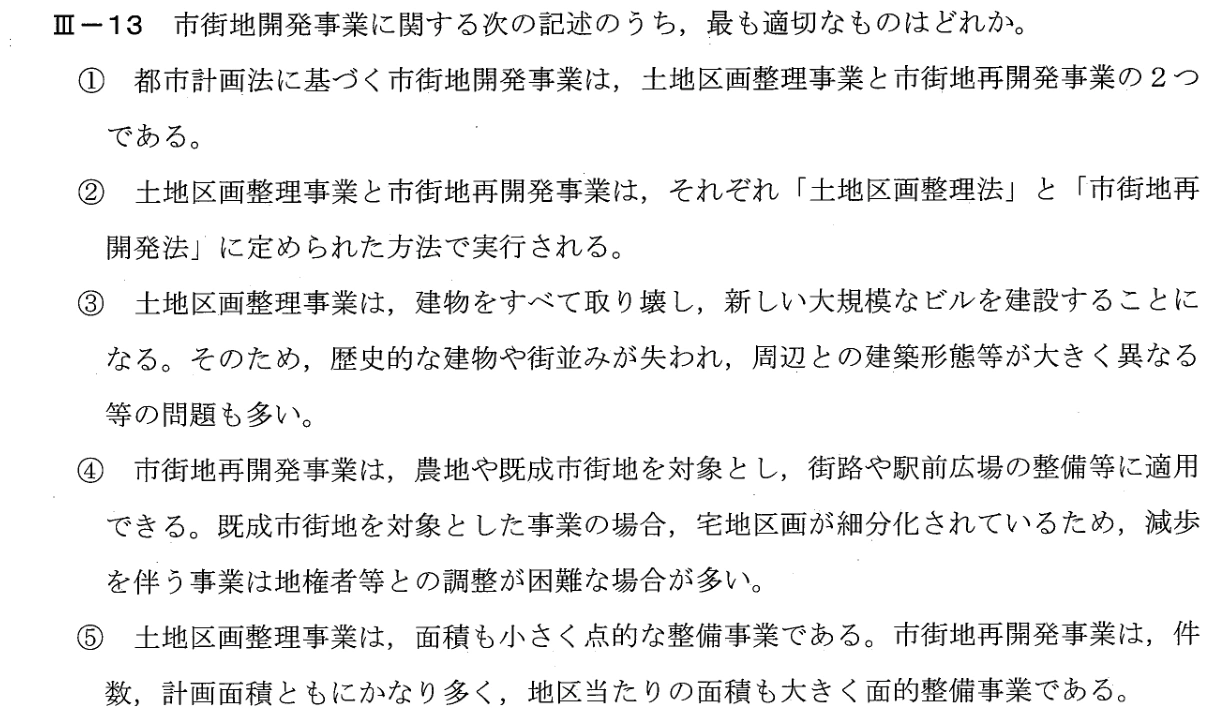 Ⅲ－13　市街地開発事業に関する次の記述のうち，最も適切なものはどれか。
①　都市計画法に基づく市街地開発事業は，土地区画整理事業と市街地再開発事業の２つ
である。
②　土地区画整理事業と市街地再開発事業は，それぞれ「土地区画整理法」と「市街地再
開発法」に定められた方法で実行される。
③　土地区画整理事業は，建物をすべて取り壊し，新しい大規模なビルを建設することに
なる。そのため，歴史的な建物や街並みが失われ，周辺との建築形態等が大きく異なる
等の問題も多い。
④　市街地再開発事業は，農地や既成市街地を対象とし，街路や駅前広場の整備等に適用
できる。既成市街地を対象とした事業の場合，宅地区画が細分化されているため，減歩
を伴う事業は地権者等との調整が困難な場合が多い。
⑤　土地区画整理事業は，面積も小さく点的な整備事業である。市街地再開発事業は，件
数，計画面積ともにかなり多く，地区当たりの面積も大きく面的整備事業である。